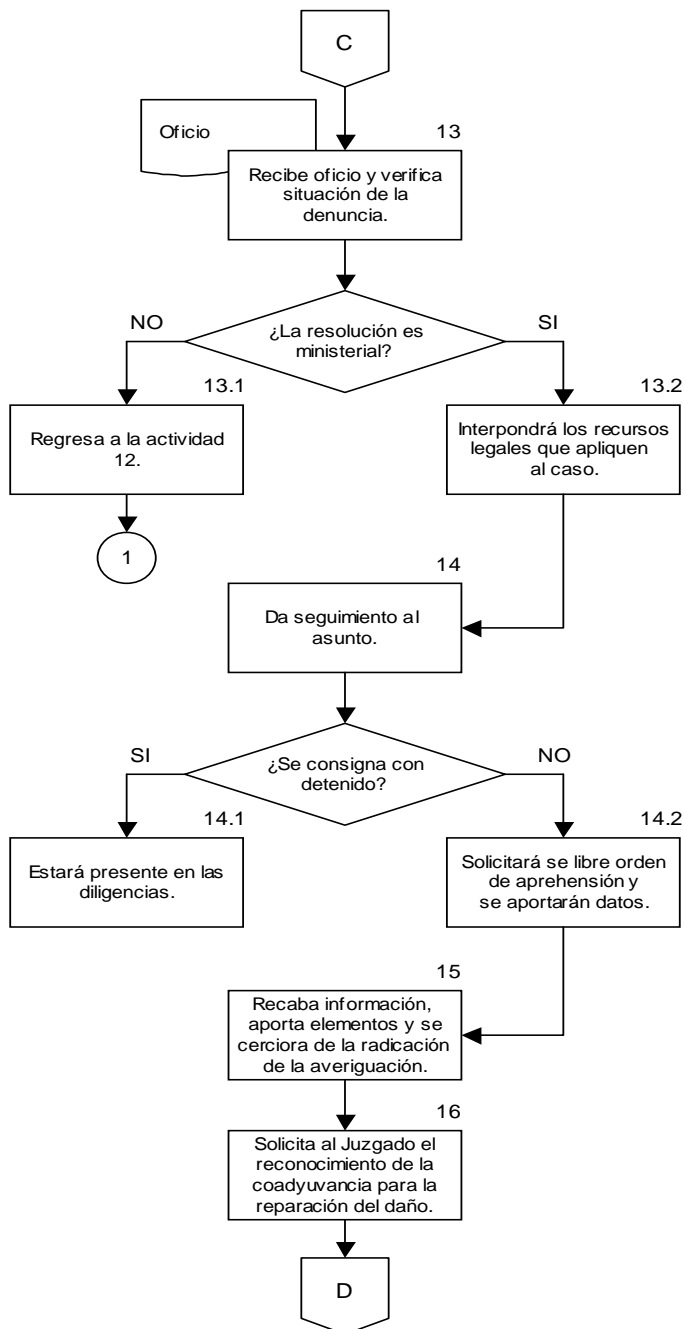 C
Oficio
13
Recibe oficio y verifica
situación de la
denuncia.
¿La resolución es
ministerial?
NO
SI
13.1
Regresa a la actividad
12.
1
13.2
Interpondrá los recursos
legales que apliquen
al caso.
14
Da seguimiento al
asunto.
¿Se consigna con
detenido?
SI
NO
14.1
Estará presente en las
diligencias.
14.2
Solicitará se libre orden
de aprehensión y
se aportarán datos.
15
Recaba información,
aporta elementos y se
cerciora de la radicación
de la averiguación.
16
Solicita al Juzgado el
reconocimiento de la
coadyuvancia para la
reparación del daño.
D